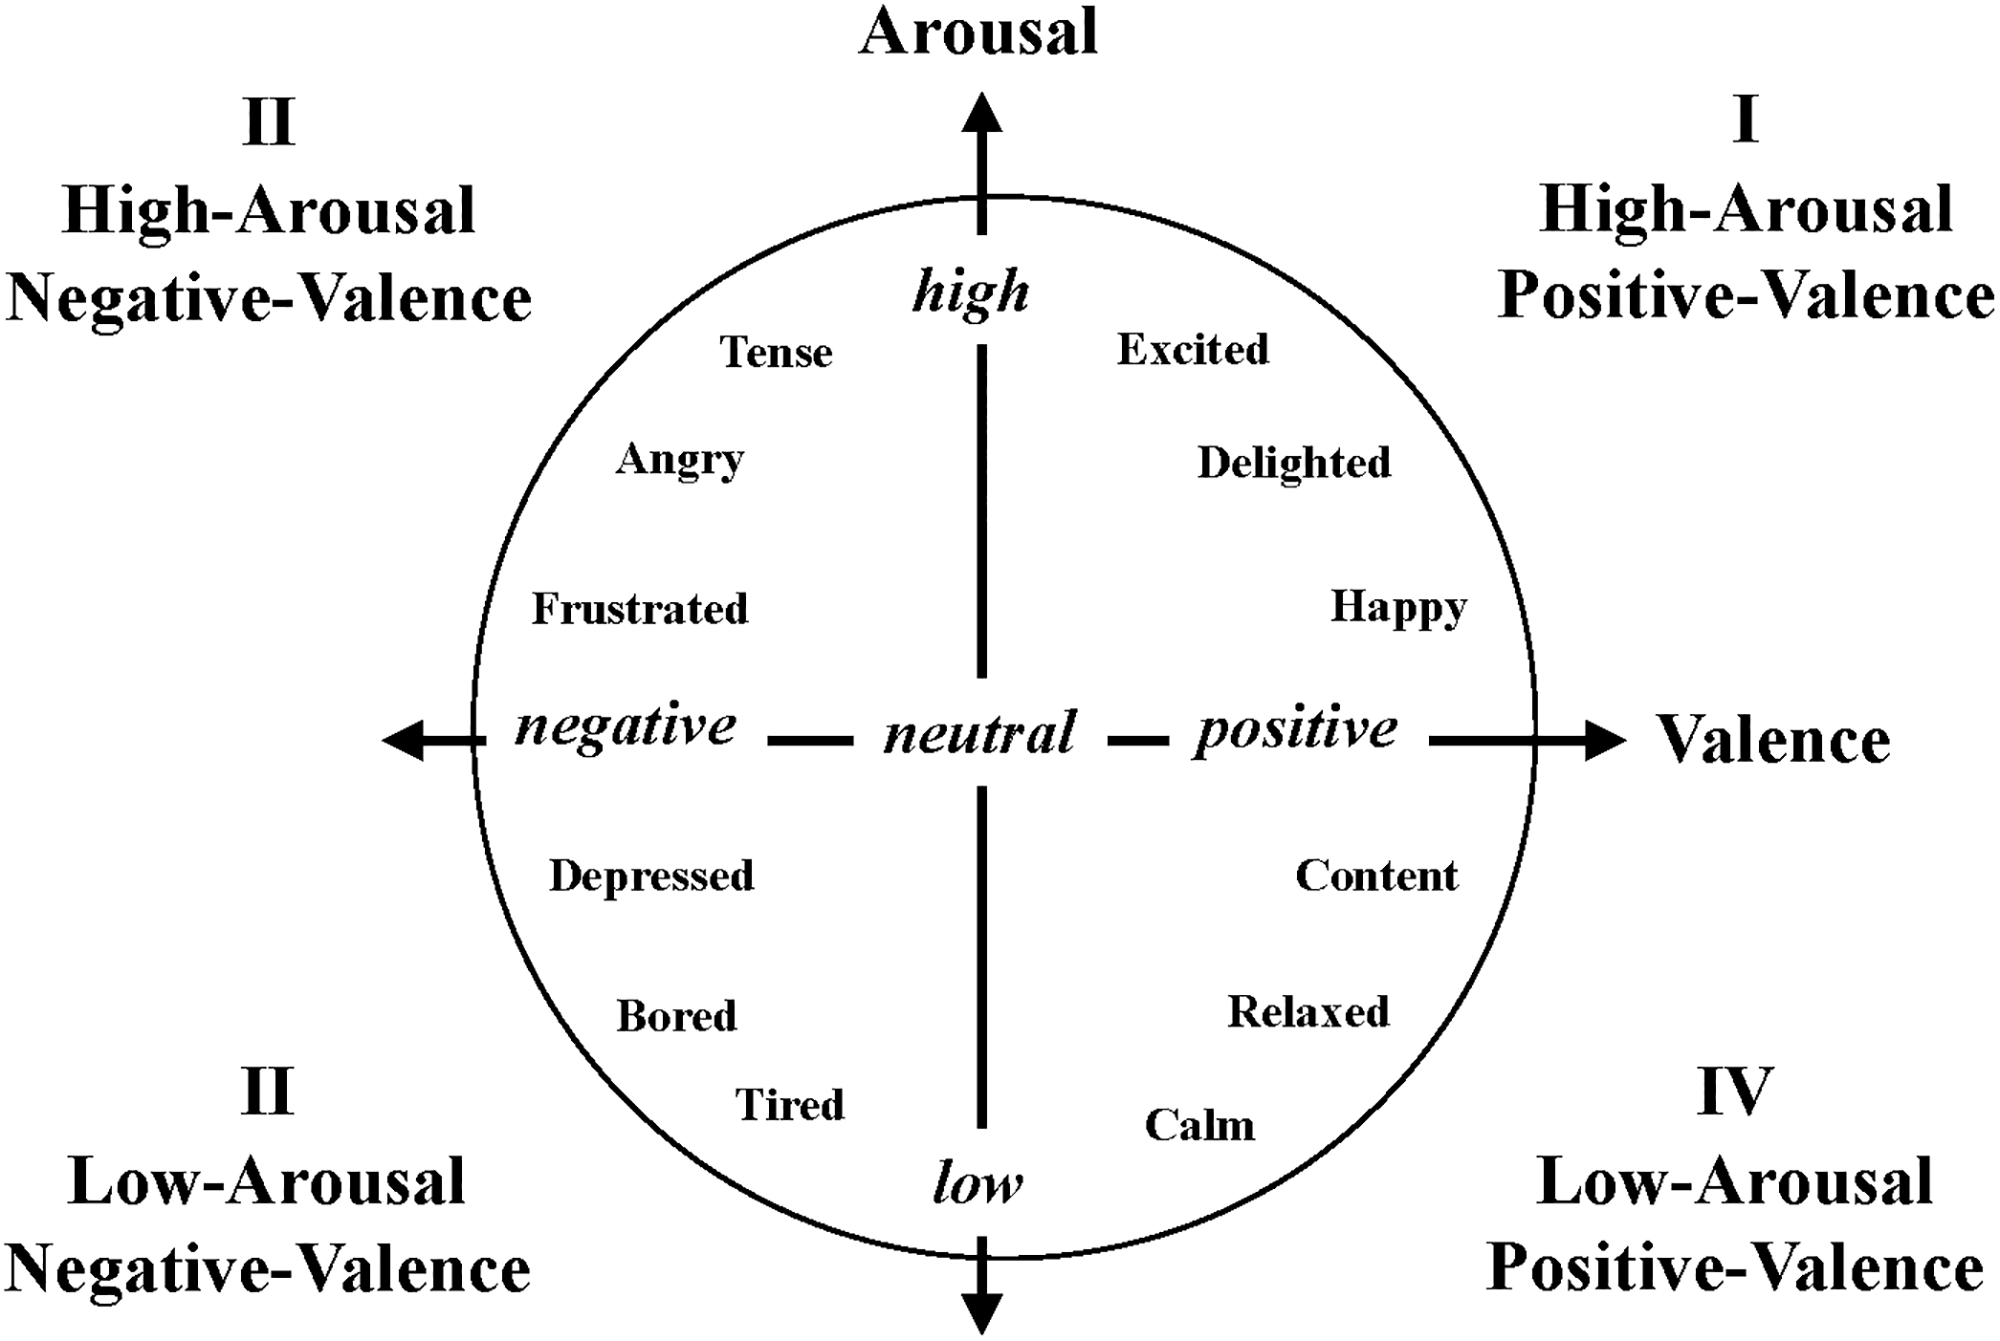 Arousal
II
High-Arousal
Negative-Valence
I
High-Arousal
Positive-Valence
high
Tense
Excited
Angry
Delighted
Frustrated
Happy
negative
neutral
positive
Valence
Depressed
Content
Bored
Relaxed
Tired
Calm
low
II
Low-Arousal
Negative-Valence
IV
Low-Arousal
Positive-Valence